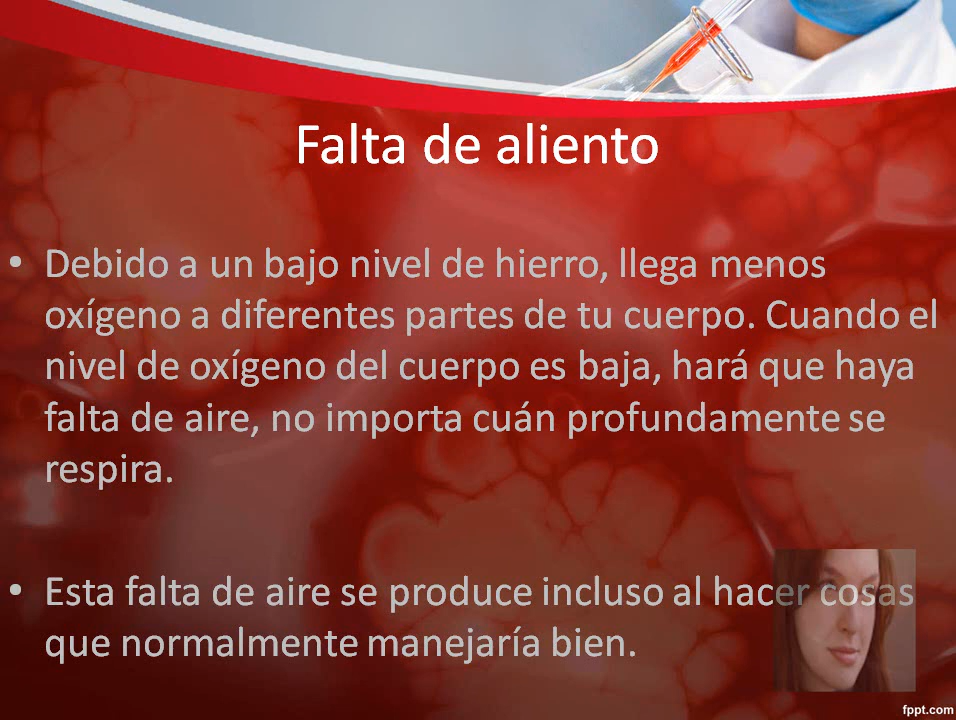 Falta de aliento
• Debido a un bajo nivel de hierro, llega menos
oxígeno a diferentes partes de tu cuerpo. Cuando el
nivel de oxígeno del cuerpo es baja, hará que haya
falta de aire, no importa cuán profundamente se
respira.
• Esta falta de aire se produce incluso al hacer cosas
que normalmente manejaría bien.
fppt.com